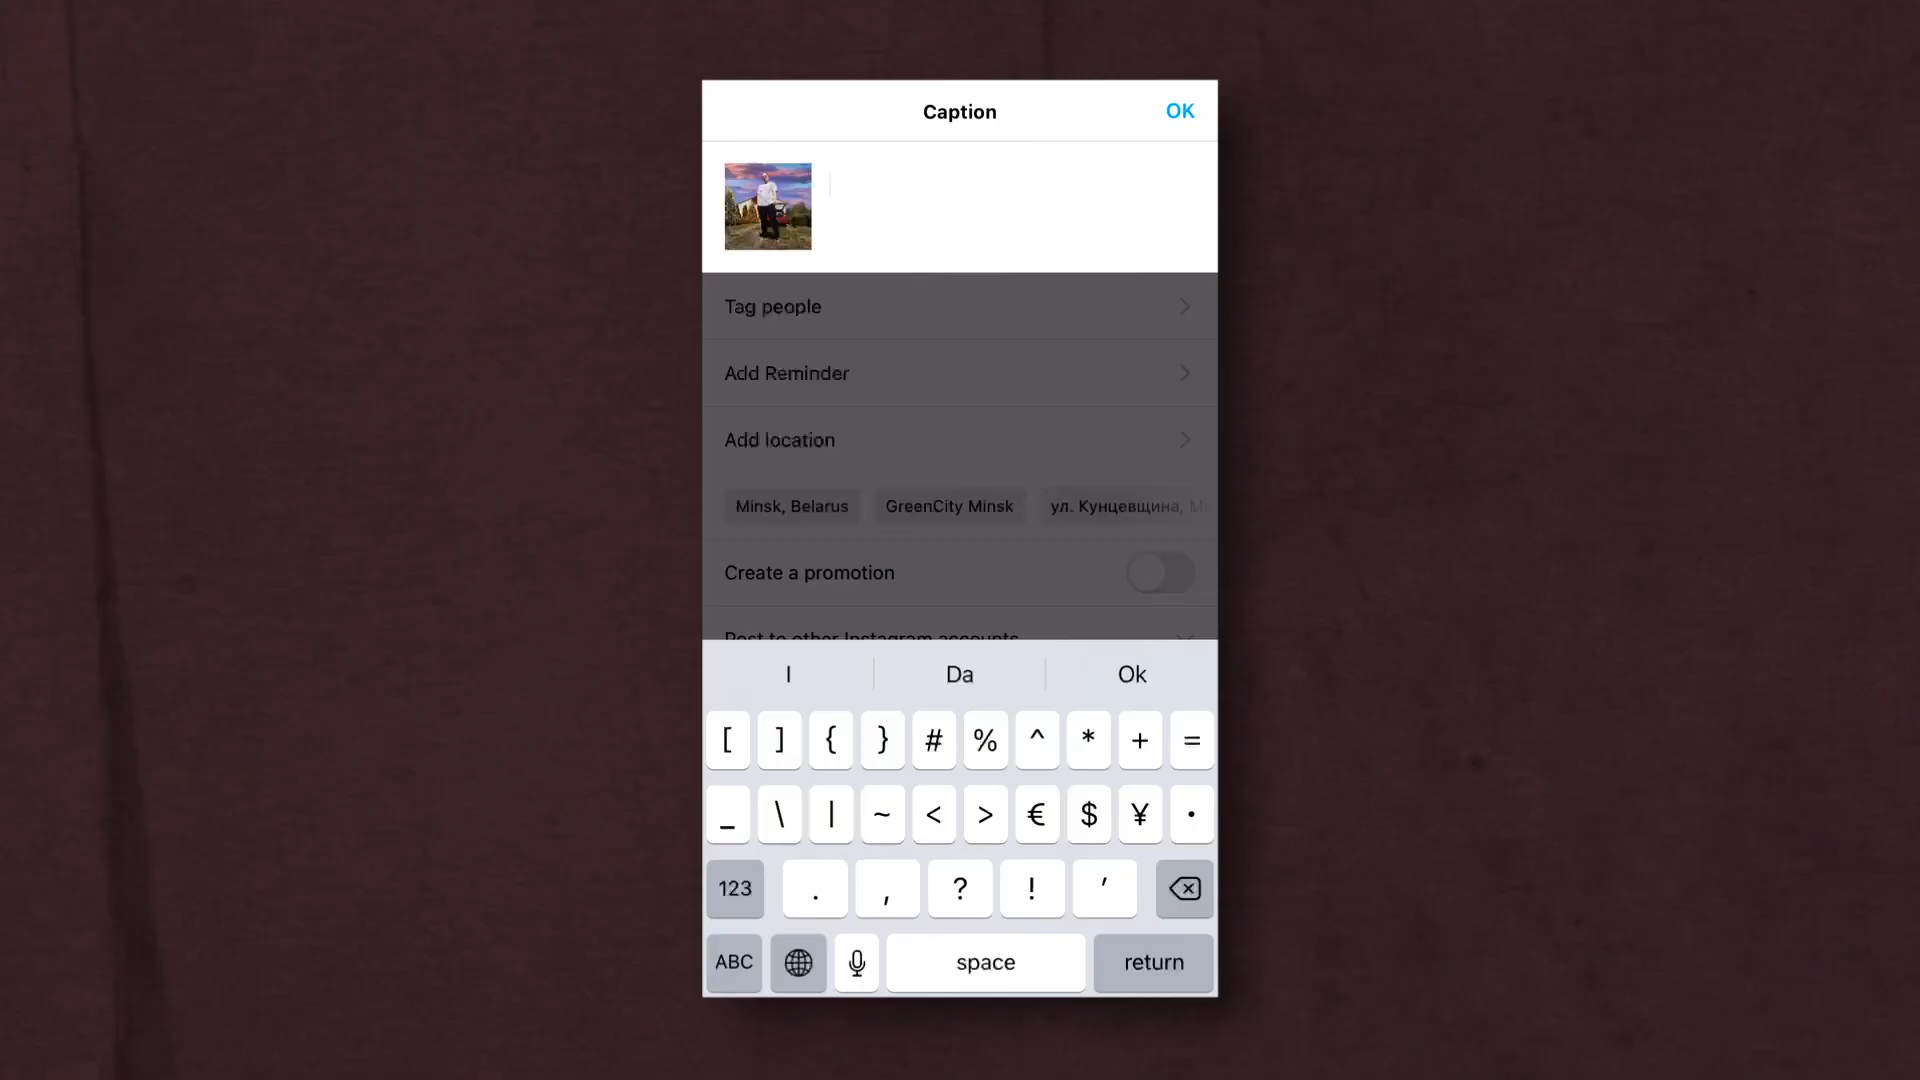 Caption OK
Tag people
Add Reminder
Add location
Minsk, Belarus GreenCity Minsk ул. Кунцевщина,
Create a promotion
Post to other Instagram accounts
I Da Ok
[ ] { } # % ^ * + =
_ \ | ~ < > € $ ¥ •
123 . , ? ! ′
ABC space return